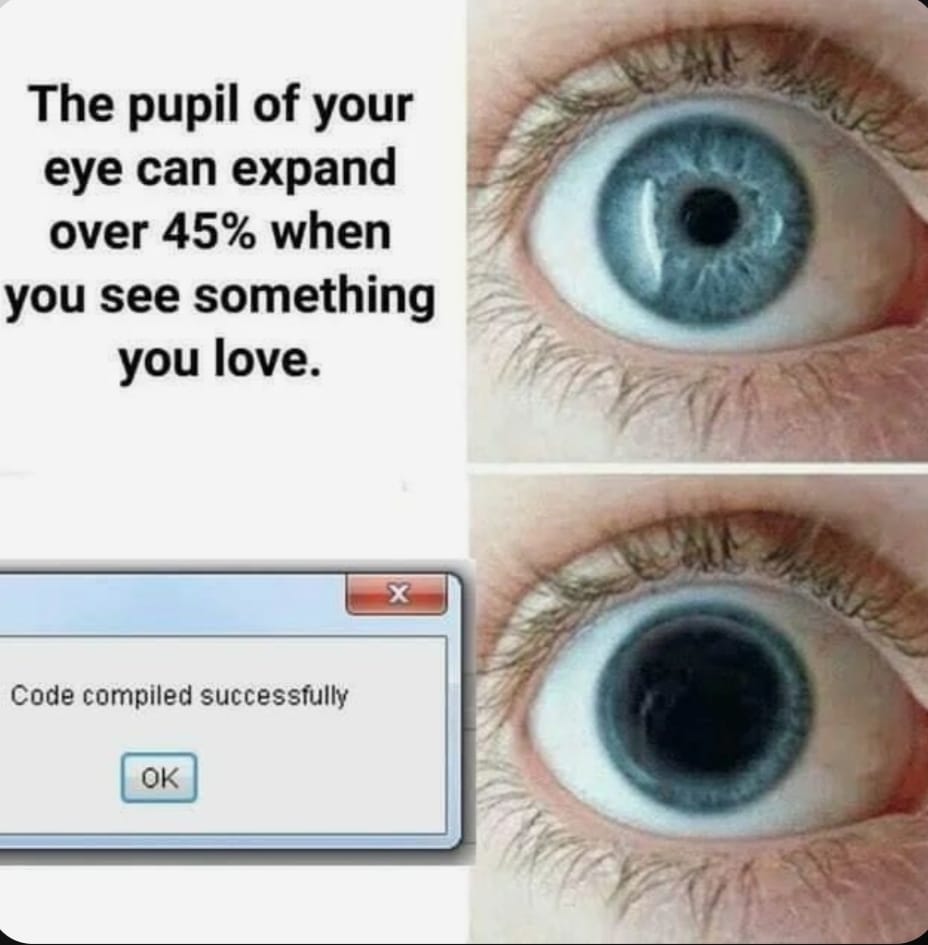 The pupil of your
eye can expand
over 45% when
you see something
you love.
Code compiled successfully
OK